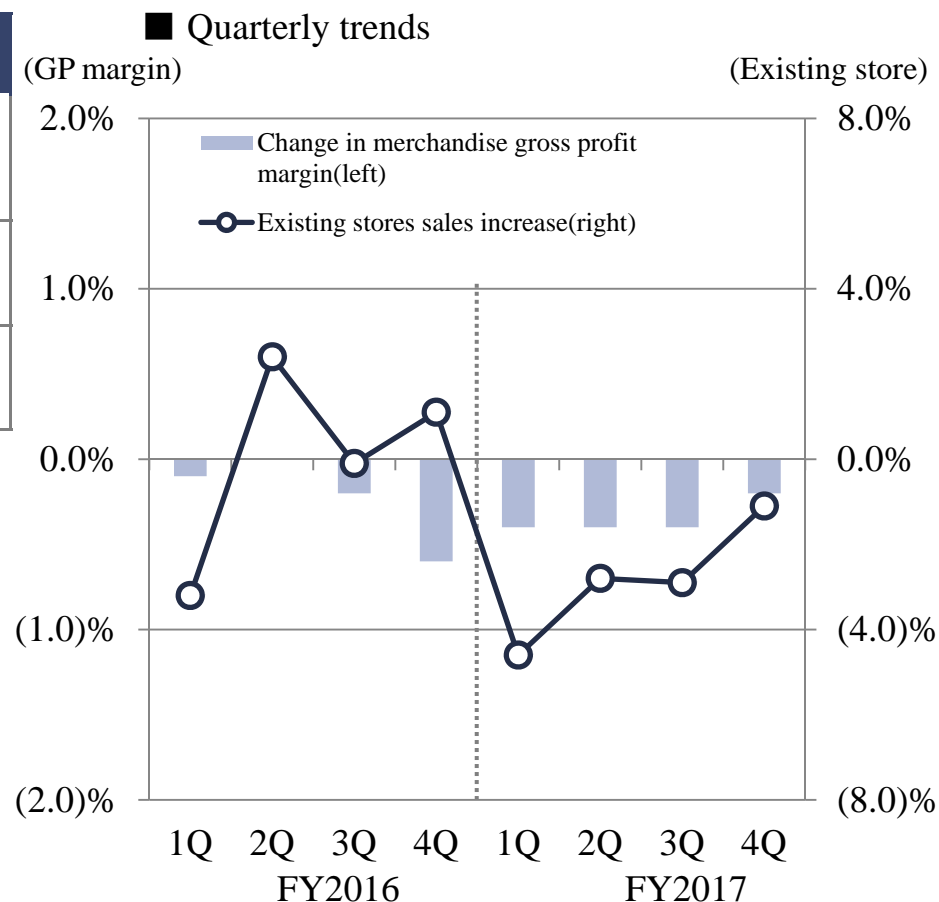 ■ Quarterly trends
(GP margin) (Existing store)
2.0% 8.0%
Change in merchandise gross profit
margin(left)
Existing stores sales increase(right)
1.0% 4.0%
0.0% 0.0%
(1.0)% (4.0)%
(2.0)% (8.0)%
1Q 2Q 3Q 4Q 1Q 2Q 3Q 4Q
FY2016 FY2017